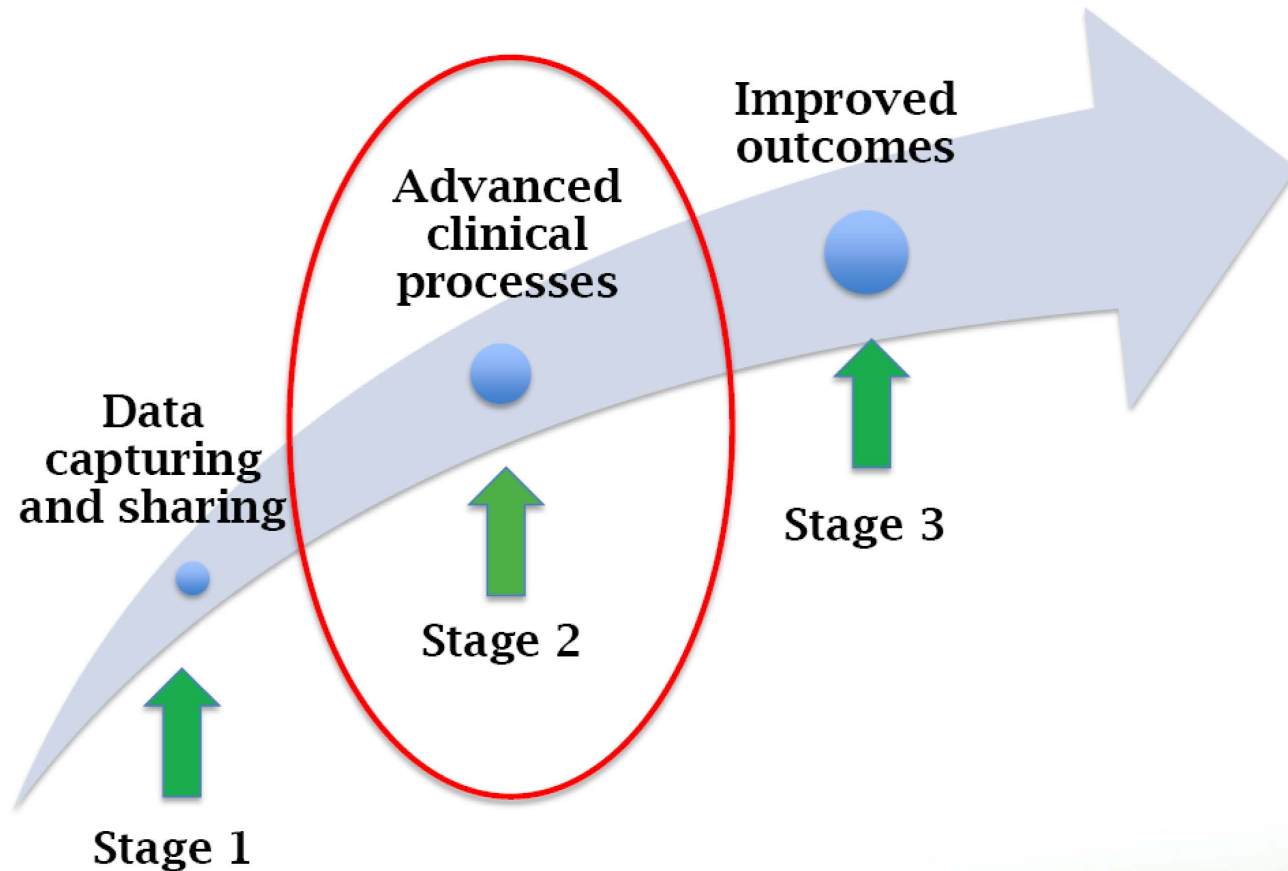 Data
capturing
and sharing
Stage 1
Advanced
clinical
processes
Stage 2
Improved
outcomes
Stage 3